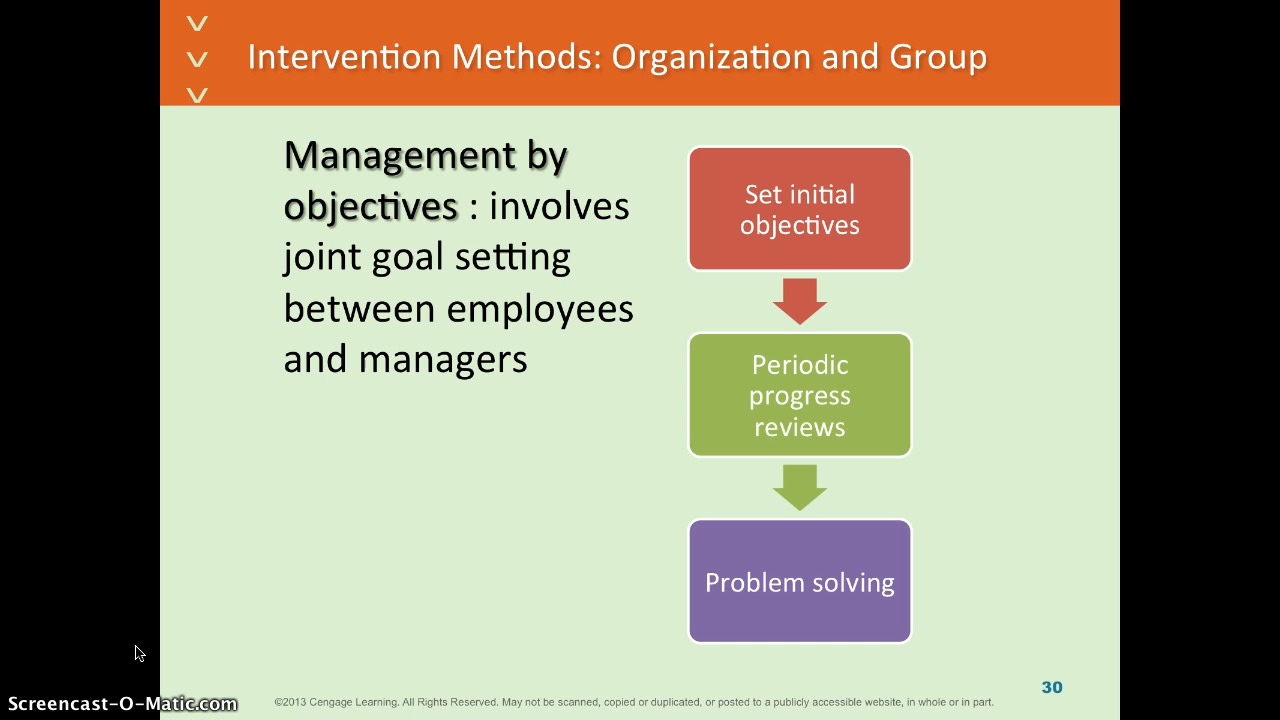 Intervention Methods: Organization and Group
Management by
objectives : involves
joint goal setting
between employees
and managers
Set initial
objectives
Periodic
progress
reviews
Problem solving
30
©2013 Cengage Learning. All Rights Reserved. May not be scanned, copied or duplicated, or posted to a publicly accessible website, in whole or in part.
Screencast-O-Matic.com